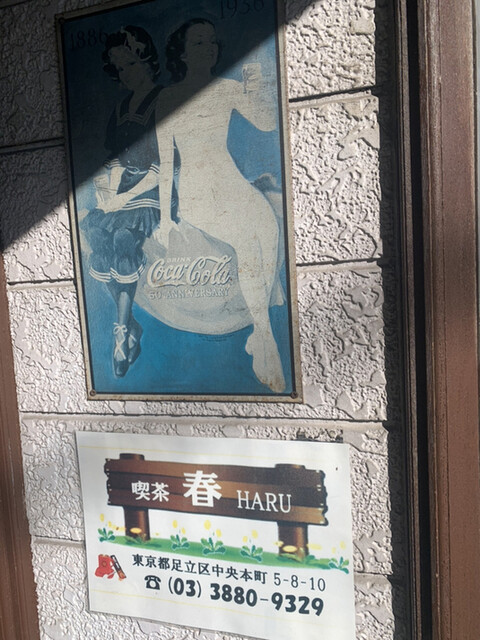 1886 1936
DRINK
Coca-Cola
50TH ANNIVERSARY
喫茶 春 HARU
東京都足立区中央本町 5-8-10
☎ (03) 3880-9329